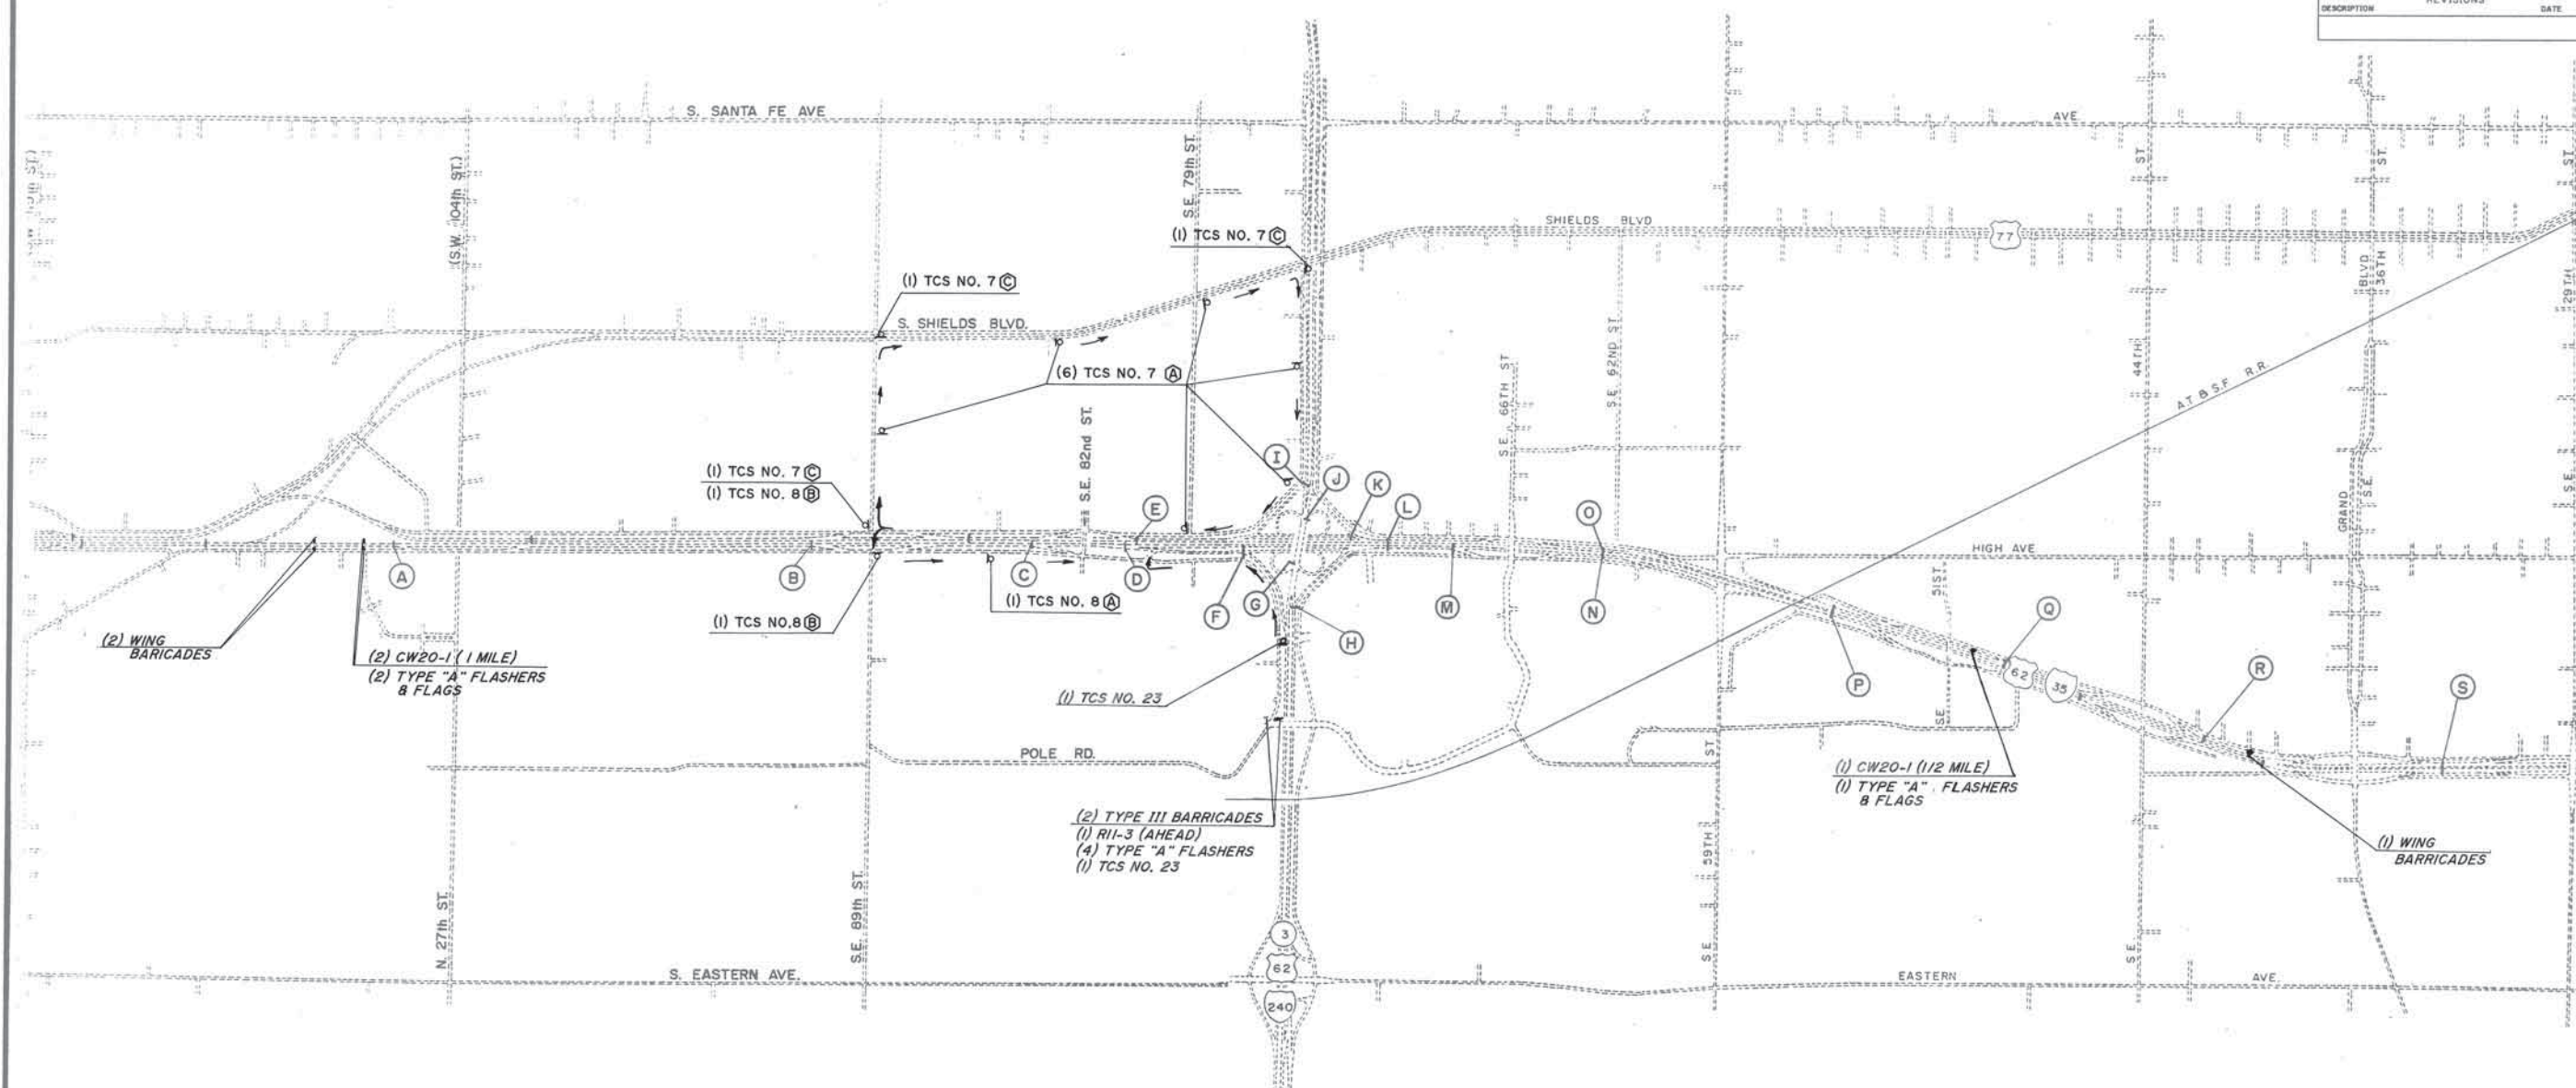 REVISIONS
DESCRIPTION
DATE
S. SANTA FE AVE
AVE
(S.W. 104th ST.)
S.E. 79th ST.
ST
ST.
ST.
(1) TCS NO. 7 C
SHIELDS BLVD
77
(1) TCS NO. 7 C
S. SHIELDS BLVD.
BLVD
36TH
29TH
(6) TCS NO. 7 A
S.E. 82nd ST.
S.E. 66TH ST
S.E. 62ND ST.
44TH
AT & S.F. R.R.
(1) TCS NO. 7 C
(1) TCS NO. 8 B
I
J
K
L
E
O
GRAND
S.E.
S.E.
HIGH AVE
A
B
C
D
F
G
H
M
N
(1) TCS NO. 8 A
(1) TCS NO.8 B
51ST
S.E.
Q
62
35
P
R
S
(2) WING
BARICADES
(2) CW20-1 (1 MILE)
(2) TYPE "A" FLASHERS
& FLAGS
(1) TCS NO. 23
POLE RD.
ST
(1) CW20-1 (1/2 MILE)
(1) TYPE "A" FLASHERS
& FLAGS
(2) TYPE III BARRICADES
(1) R11-3 (AHEAD)
(4) TYPE "A" FLASHERS
(1) TCS NO. 23
59TH
S.E.
(1) WING
BARRICADES
N. 27th ST.
S.E. 89th ST.
S.E.
3
62
240
S. EASTERN AVE.
EASTERN
AVE.